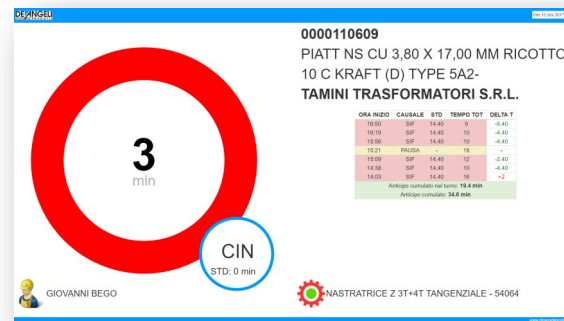 DE ANGELI
mer 15 nov 2017
0000110609
PIATT NS CU 3,80 X 17,00 MM RICOTTO
10 C KRAFT (D) TYPE 5A2-
TAMINI TRASFORMATORI S.R.L.
ORA INIZIO CAUSALE STD TEMPO TOT DELTA T
16:50 SIF 14.40 9 -5.40
16:19 SIF 14.40 10 -4.40
15:56 SIF 14.40 10 -4.40
15:21 PAUSA - 18 -
15:09 SIF 14.40 12 -2.40
14:38 SIF 14.40 10 -4.40
14:03 SIF 14.40 16 +2
Anticipo cumulato nel turno: 19.4 min
Anticipo cumulato: 34.6 min
3
min
CIN
STD: 0 min
GIOVANNI BEGO
NASTRATRICE Z 3T+4T TANGENZIALE - 54064